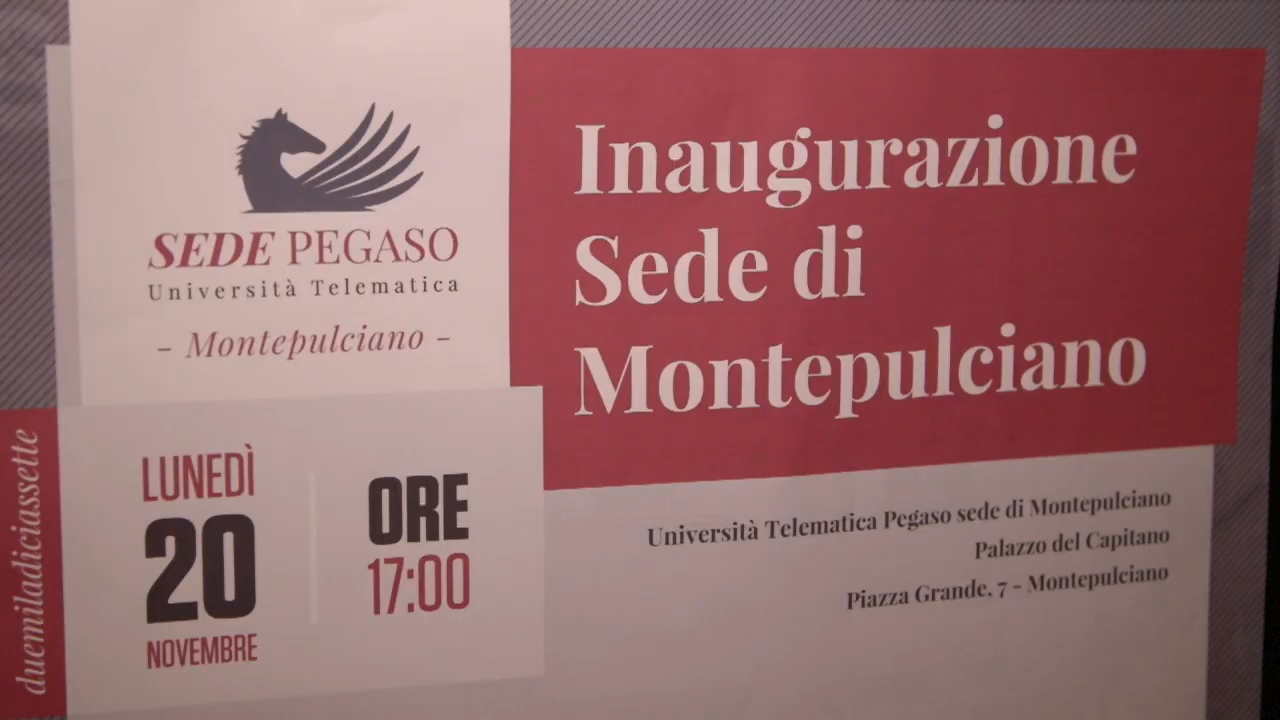 SEDE PEGASO
Università Telematica
– Montepulciano –
Inaugurazione
Sede di
Montepulciano
duemiladiciassette
LUNEDÌ
20
NOVEMBRE
ORE
17:00
Università Telematica Pegaso sede di Montepulciano
Palazzo del Capitano
Piazza Grande, 7 - Montepulciano